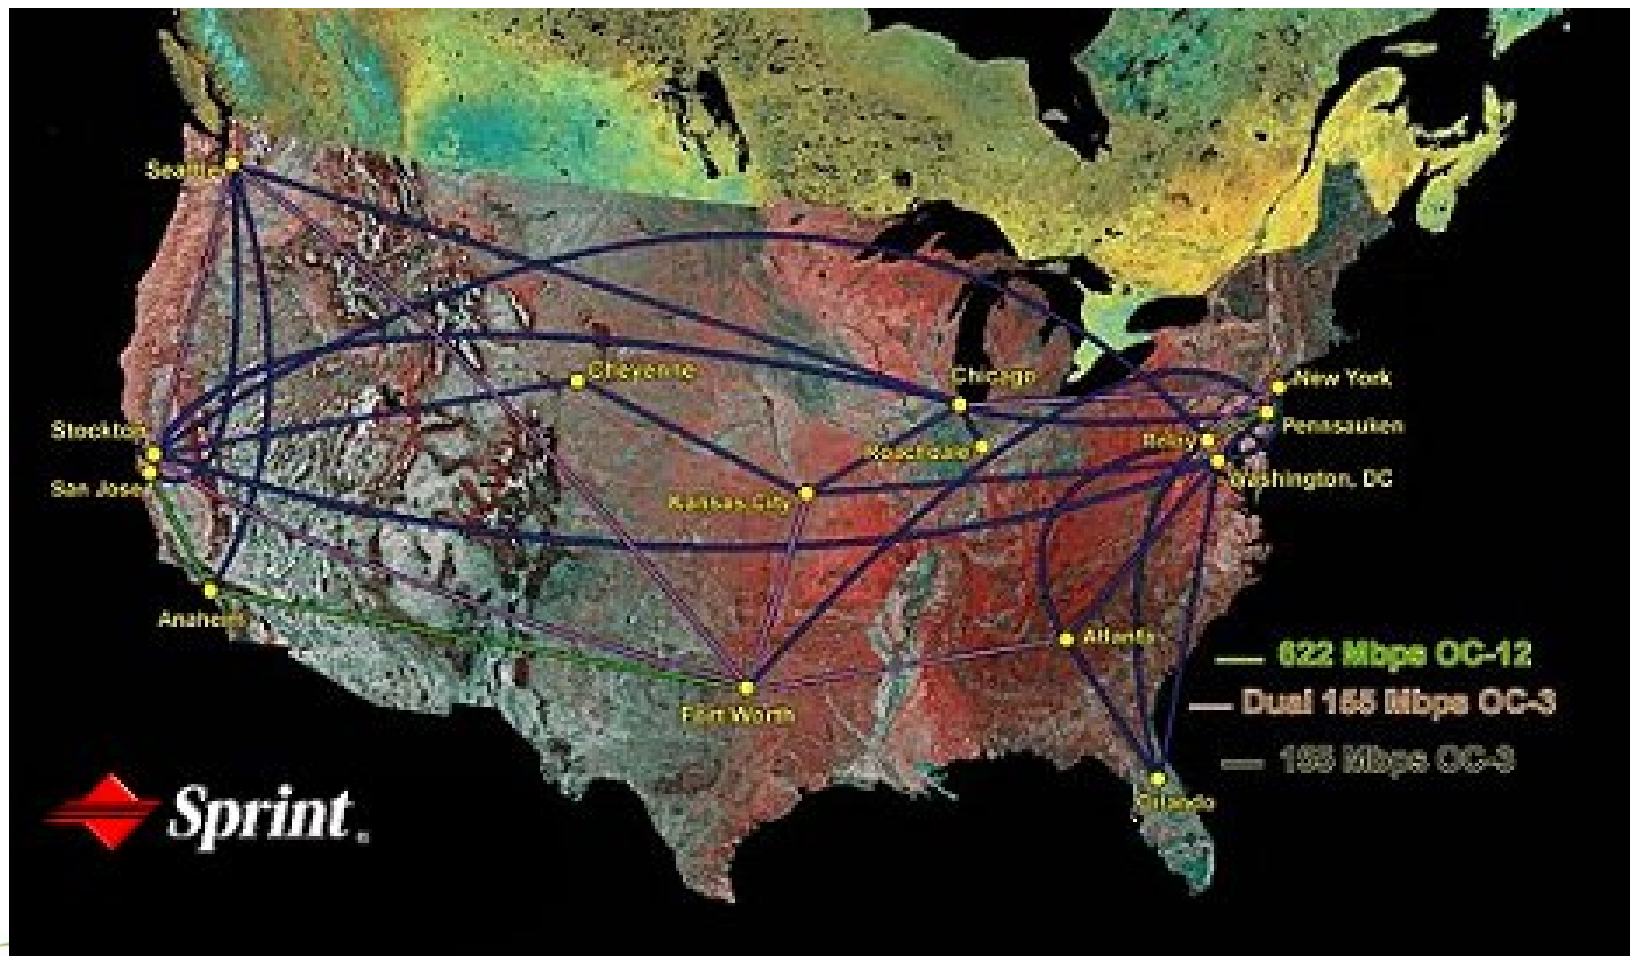 Seattle
Cheyenne
Chicago
New York
Stockton
Pennsauken
Relay
Roachdale
San Jose
Washington, DC
Kansas City
Anaheim
Atlanta
622 Mbps OC-12
Dual 155 Mbps OC-3
Fort Worth
155 Mbps OC-3
Orlando
Sprint